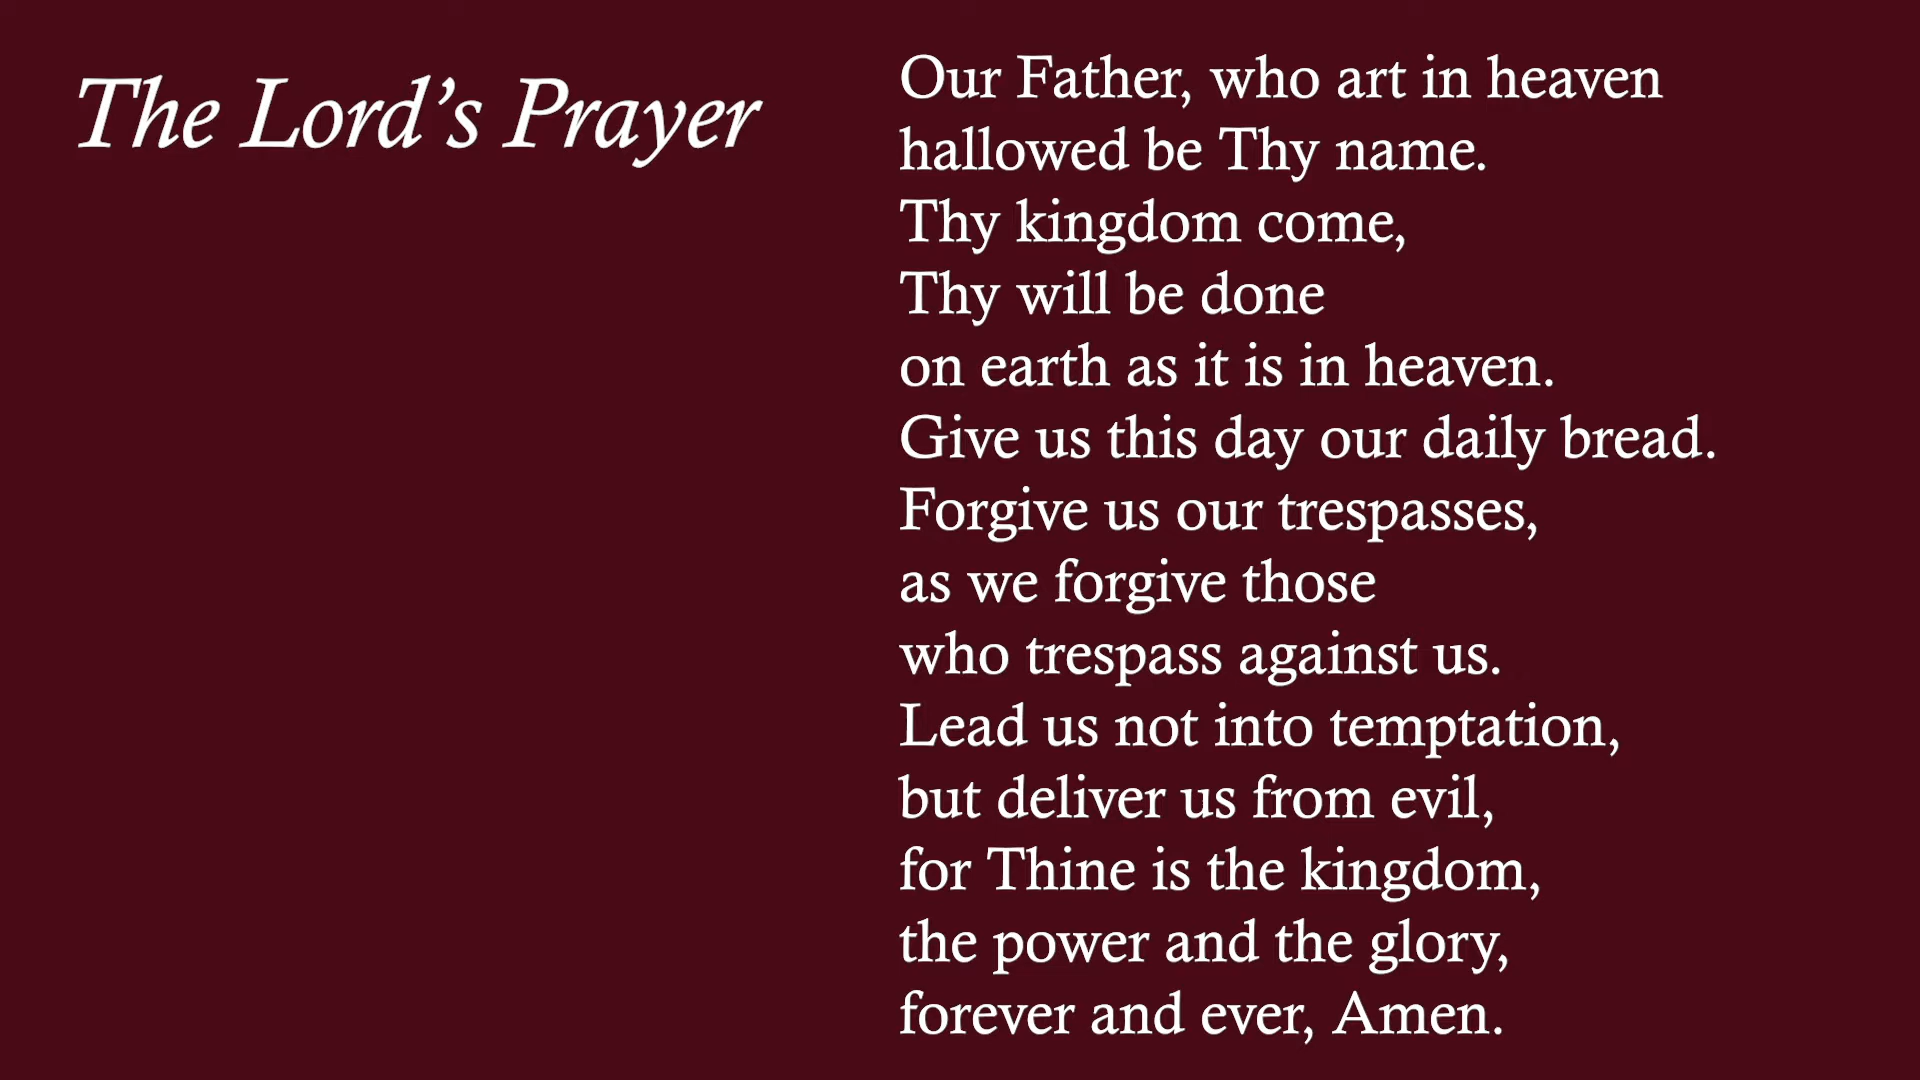 The Lord’s Prayer
Our Father, who art in heaven
hallowed be Thy name.
Thy kingdom come,
Thy will be done
on earth as it is in heaven.
Give us this day our daily bread.
Forgive us our trespasses,
as we forgive those
who trespass against us.
Lead us not into temptation,
but deliver us from evil,
for Thine is the kingdom,
the power and the glory,
forever and ever, Amen.